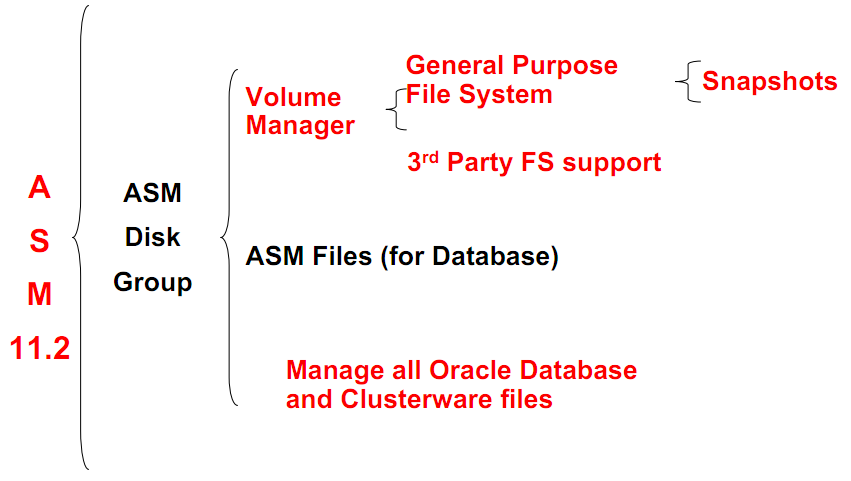 A
S
M
11.2
ASM
Disk
Group
Volume
Manager
General Purpose
File System
Snapshots
3rd Party FS support
ASM Files (for Database)
Manage all Oracle Database
and Clusterware files